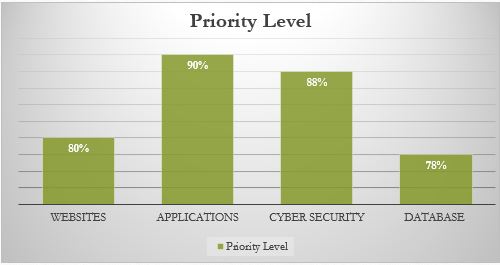 Priority Level
90%
88%
80%
78%
WEBSITES APPLICATIONS CYBER SECURITY DATABASE
Priority Level